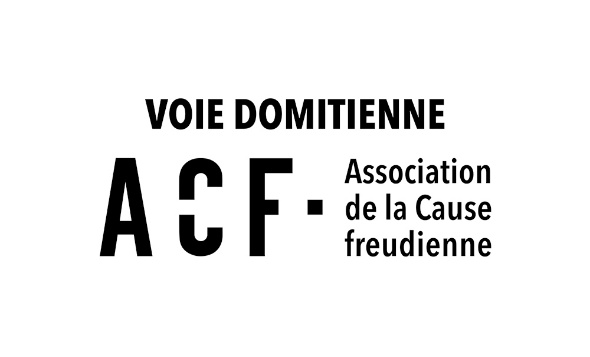 VOIE DOMITIENNE
ACF
Association
de la Cause
freudienne